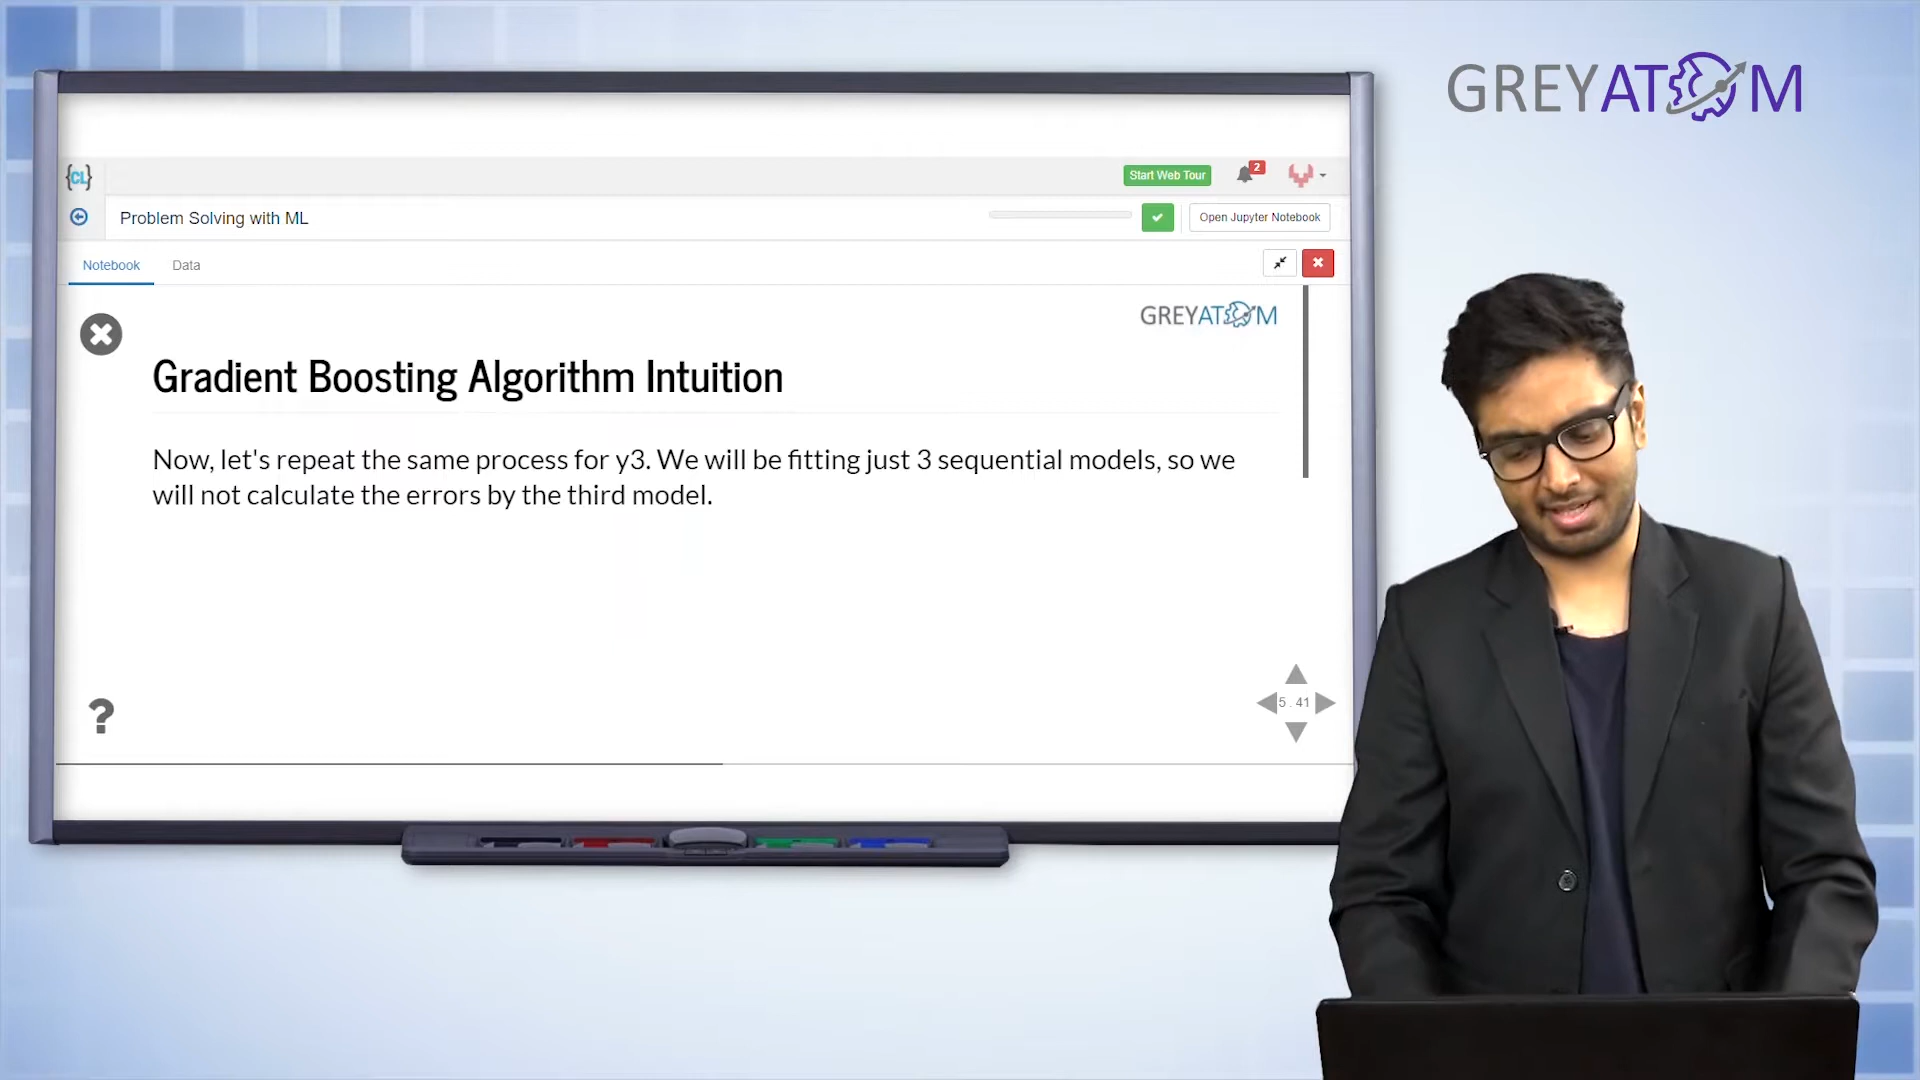 GREYATOM
{CL}
Start Web Tour
2
Problem Solving with ML
Open Jupyter Notebook
Notebook
Data
GREYATOM
Gradient Boosting Algorithm Intuition
Now, let's repeat the same process for y3. We will be fitting just 3 sequential models, so we
will not calculate the errors by the third model.
?
5 . 41